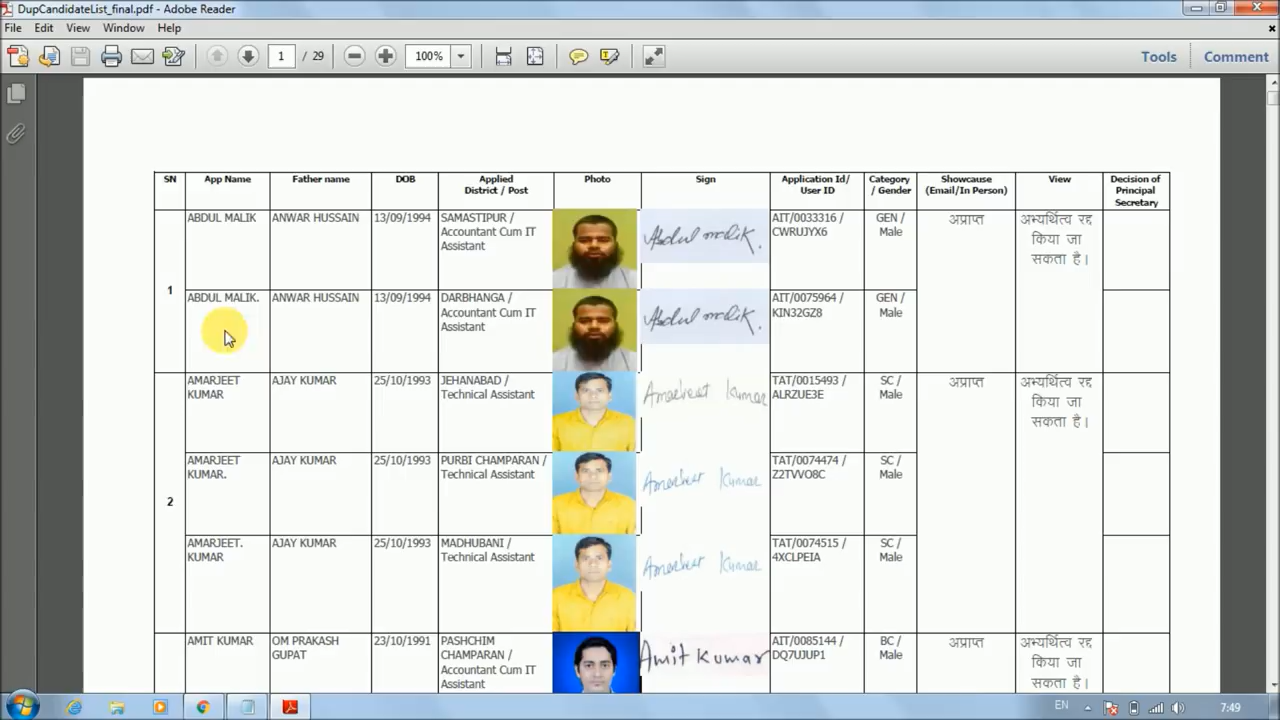 DupCandidateList_final.pdf - Adobe Reader
File Edit View Window Help
1 / 29 100% Tools Comment
SN App Name Father name DOB Applied District / Post Photo Sign Application Id/ User ID Category / Gender Showcause (Email/In Person) View Decision of Principal Secretary
1
ABDUL MALIK ANWAR HUSSAIN 13/09/1994 SAMASTIPUR / Abdul malik. AIT/0033316 / GEN / अप्राप्त अभ्यर्थित्व रद्द
Accountant Cum IT CWRUJYX6 Male किया जा
Assistant सकता है।
ABDUL MALIK. ANWAR HUSSAIN 13/09/1994 DARBHANGA / Abdul malik. AIT/0075964 / GEN /
Accountant Cum IT KIN32GZ8 Male
Assistant
2
AMARJEET AJAY KUMAR 25/10/1993 JEHANABAD / Amarjeet Kumar TAT/0015493 / SC / अप्राप्त अभ्यर्थित्व रद्द
KUMAR Technical Assistant ALRZUE3E Male किया जा
सकता है।
AMARJEET AJAY KUMAR 25/10/1993 PURBI CHAMPARAN / Amarjeet Kumar TAT/0074474 / SC /
KUMAR. Technical Assistant Z2TVVO8C Male
AMARJEET. AJAY KUMAR 25/10/1993 MADHUBANI / Amarjeet Kumar TAT/0074515 / SC /
KUMAR Technical Assistant 4XCLPEIA Male
AMIT KUMAR OM PRAKASH 23/10/1991 PASHCHIM Amit Kumar AIT/0085144 / BC / अप्राप्त अभ्यर्थित्व रद्द
GUPAT CHAMPARAN / DQ7UJUP1 Male किया जा
Accountant Cum IT सकता है।
Assistant
EN 7:49